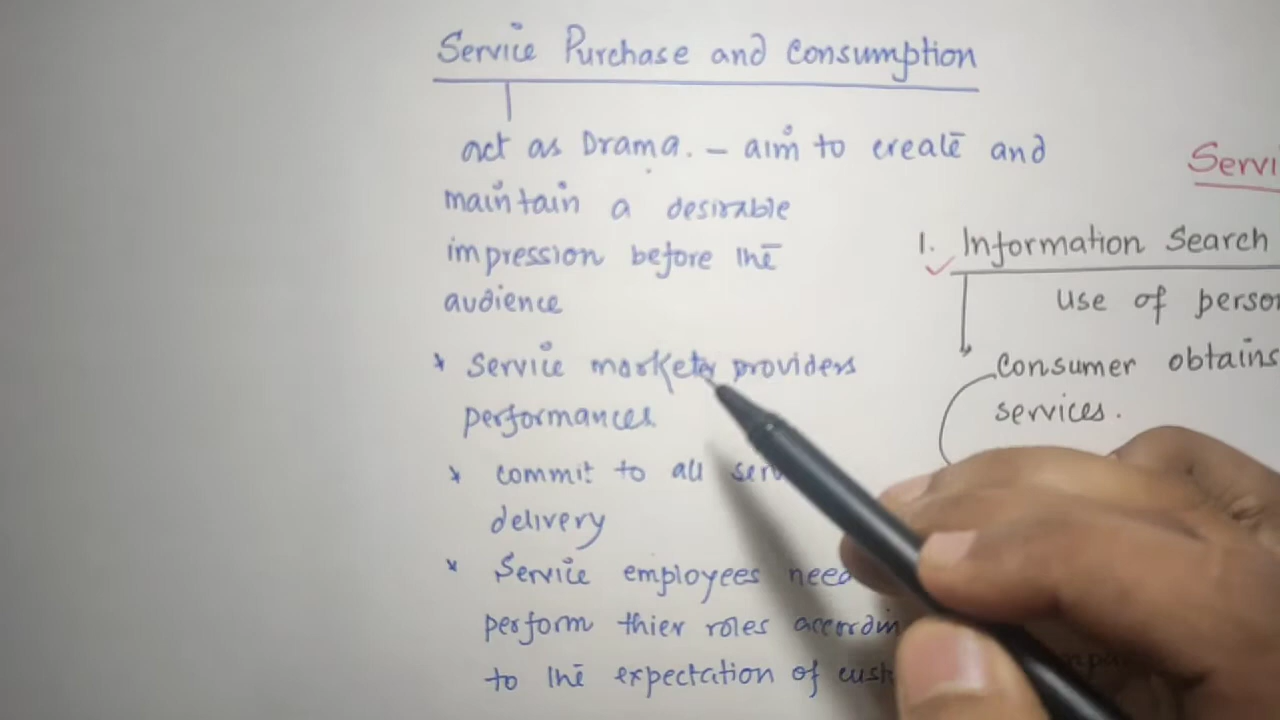 Service Purchase and Consumption
act as Drama. – aim to create and
maintain a desirable
impression before the
audience
* Service marketer providers
performances
* commit to all
delivery
* Service employees need
perform thier roles
to the expectation of
Servi
1. Information Search
Use of person
Consumer obtains
services.